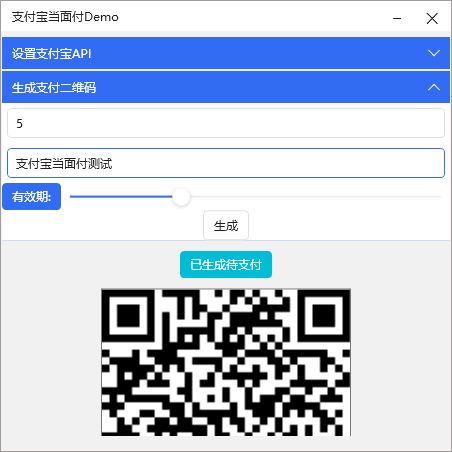 支付宝当面付Demo
设置支付宝API
生成支付二维码
5
支付宝当面付测试
有效期:
生成
已生成待支付